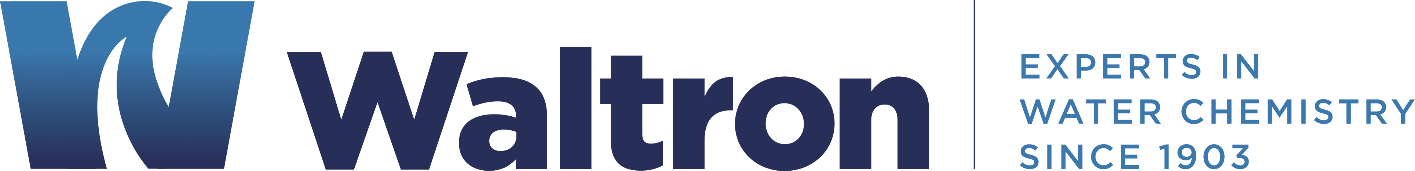 Waltron
EXPERTS IN
WATER CHEMISTRY
SINCE 1903